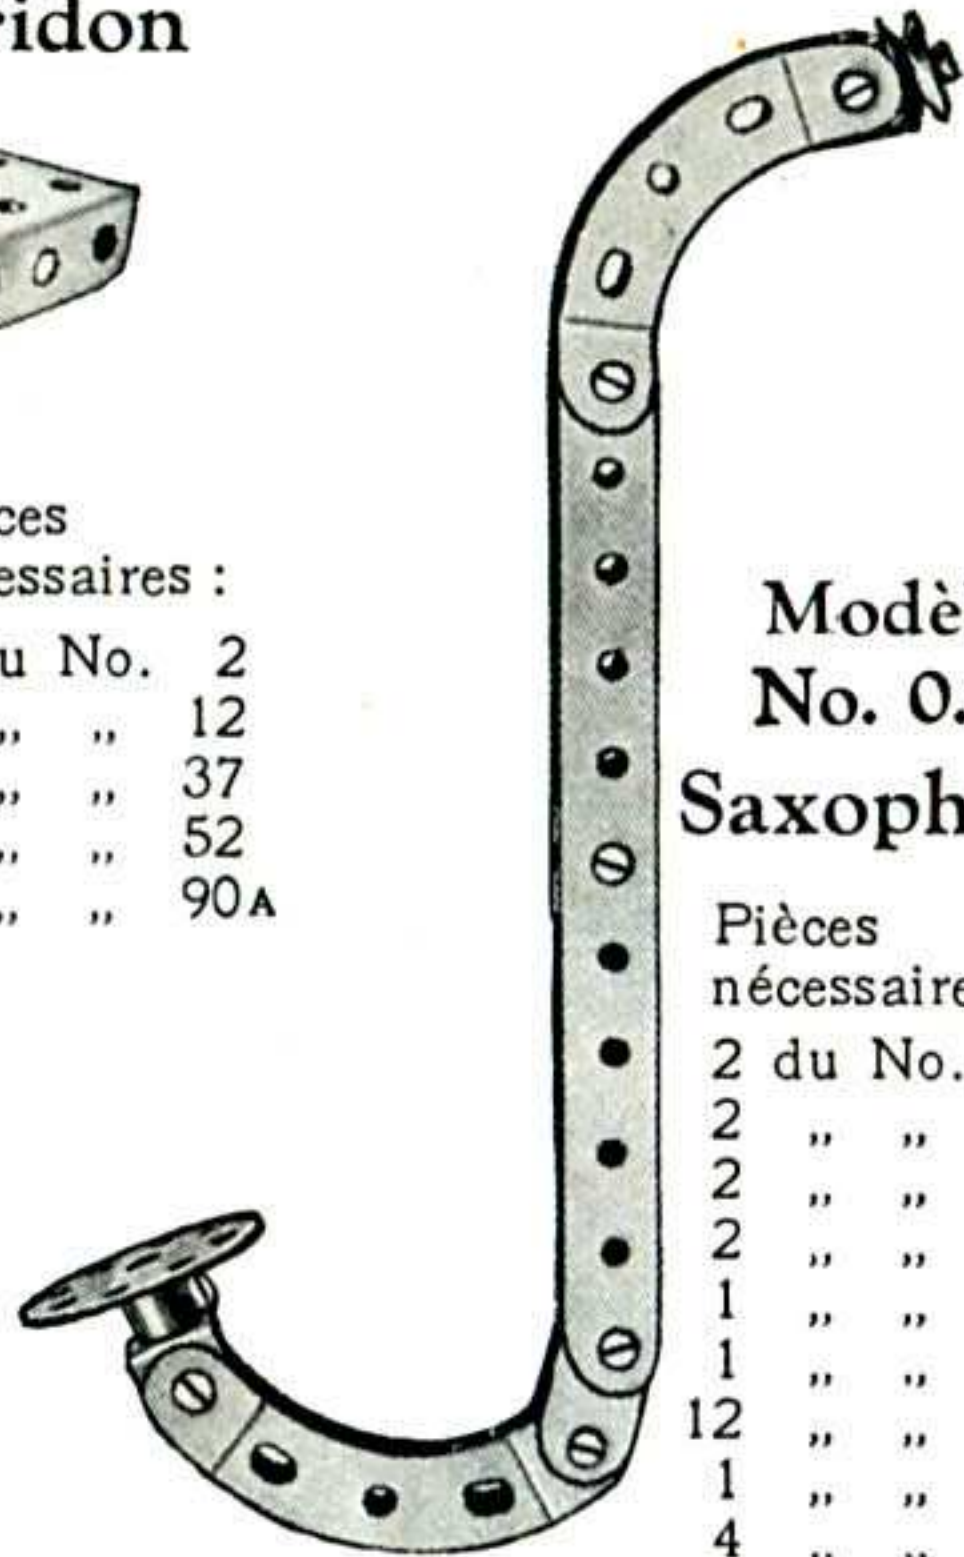 ridon
ces
essaires :
u No. 2
,, ,, 12
,, ,, 37
,, ,, 52
,, ,, 90A
Modè
No. 0.
Saxoph
Pièces
nécessaire
2 du No.
2 ,, ,,
2 ,, ,,
2 ,, ,,
1 ,, ,,
1 ,, ,,
12 ,, ,,
1 ,, ,,
4 ,, ,,